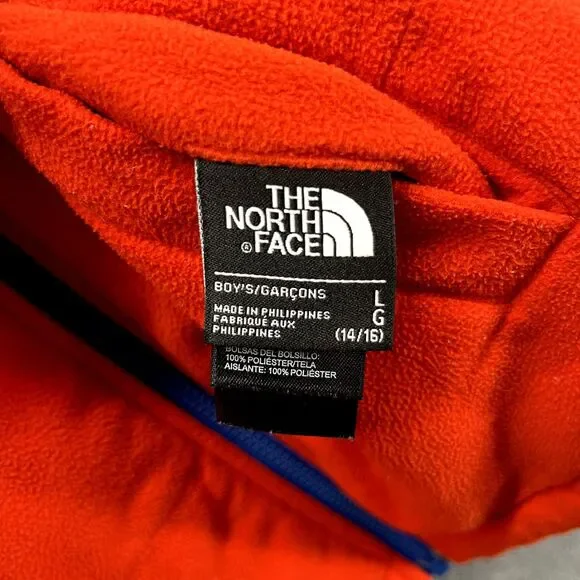 THE
NORTH
® FACE
BOY'S/GARÇONS L
MADE IN PHILIPPINES G
FABRIQUÉ AUX
PHILIPPINES (14/16)
BOLSAS DEL BOLSILLO:
100% POLIÉSTER/TELA
AISLANTE: 100% POLIÉSTER